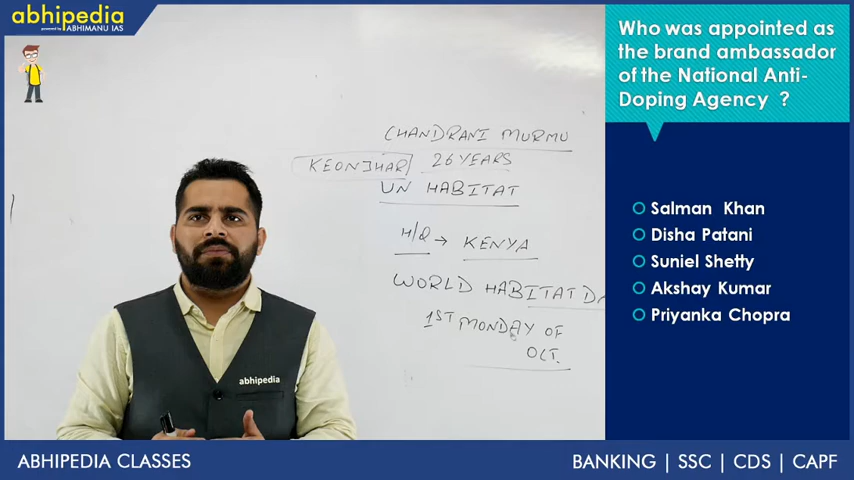 abhipedia
powered by ABHIMANU IAS
Who was appointed as
the brand ambassador
of the National Anti-
Doping Agency ?
CHANDRANI MURMU
KEONJHAR 26 YEARS
UN HABITAT
H/Q → KENYA
WORLD HABITAT DA
1ST MONDAY OF
OCT.
Salman Khan
Disha Patani
Suniel Shetty
Akshay Kumar
Priyanka Chopra
abhipedia
ABHIPEDIA CLASSES
BANKING | SSC | CDS | CAPF